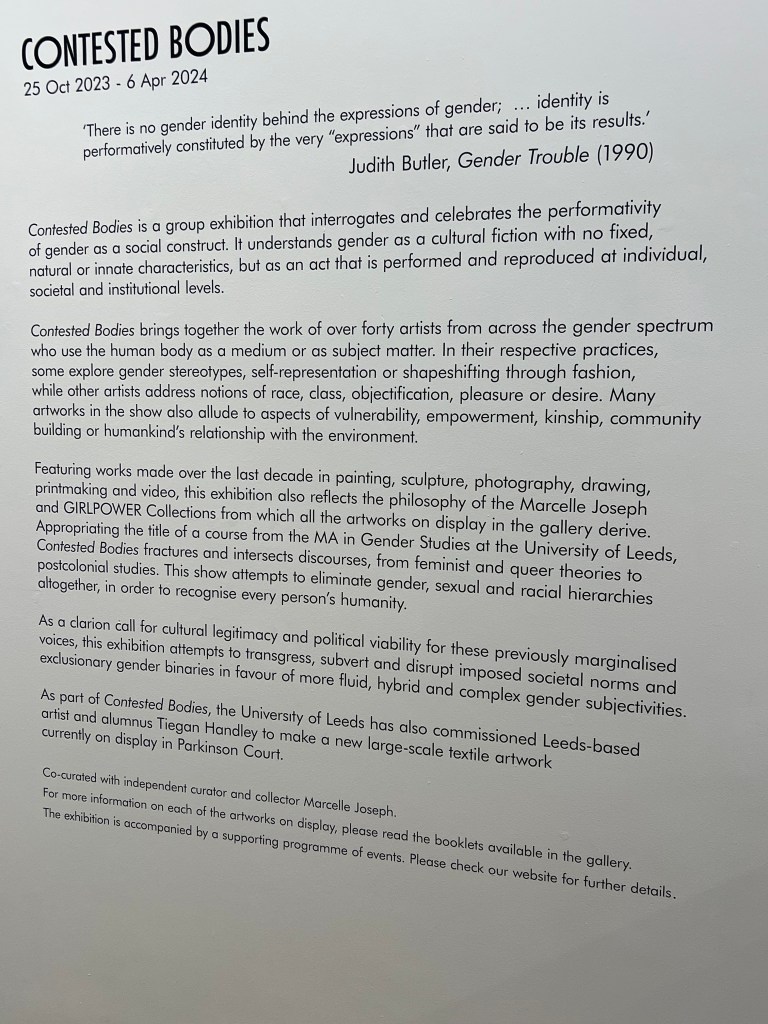 CONTESTED BODIES
25 Oct 2023 - 6 Apr 2024
'There is no gender identity behind the expressions of gender; ... identity is
performatively constituted by the very "expressions" that are said to be its results.'
Judith Butler, Gender Trouble (1990)
Contested Bodies is a group exhibition that interrogates and celebrates the performativity
of gender as a social construct. It understands gender as a cultural fiction with no fixed,
natural or innate characteristics, but as an act that is performed and reproduced at individual,
societal and institutional levels.
Contested Bodies brings together the work of over forty artists from across the gender spectrum
who use the human body as a medium or as subject matter. In their respective practices,
some explore gender stereotypes, self-representation or shapeshifting through fashion,
while other artists address notions of race, class, objectification, pleasure or desire. Many
artworks in the show also allude to aspects of vulnerability, empowerment, kinship, community
building or humankind's relationship with the environment.
Featuring works made over the last decade in painting, sculpture, photography, drawing,
printmaking and video, this exhibition also reflects the philosophy of the Marcelle Joseph
and GIRLPOWER Collections from which all the artworks on display in the gallery derive.
Appropriating the title of a course from the MA in Gender Studies at the University of Leeds,
Contested Bodies fractures and intersects discourses, from feminist and queer theories to
postcolonial studies. This show attempts to eliminate gender, sexual and racial hierarchies
altogether, in order to recognise every person's humanity.
As a clarion call for cultural legitimacy and political viability for these previously marginalised
voices, this exhibition attempts to transgress, subvert and disrupt imposed societal norms and
exclusionary gender binaries in favour of more fluid, hybrid and complex gender subjectivities.
As part of Contested Bodies, the University of Leeds has also commissioned Leeds-based
artist and alumnus Tiegan Handley to make a new large-scale textile artwork
currently on display in Parkinson Court.
Co-curated with independent curator and collector Marcelle Joseph.
For more information on each of the artworks on display, please read the booklets available in the gallery.
The exhibition is accompanied by a supporting programme of events. Please check our website for further details.